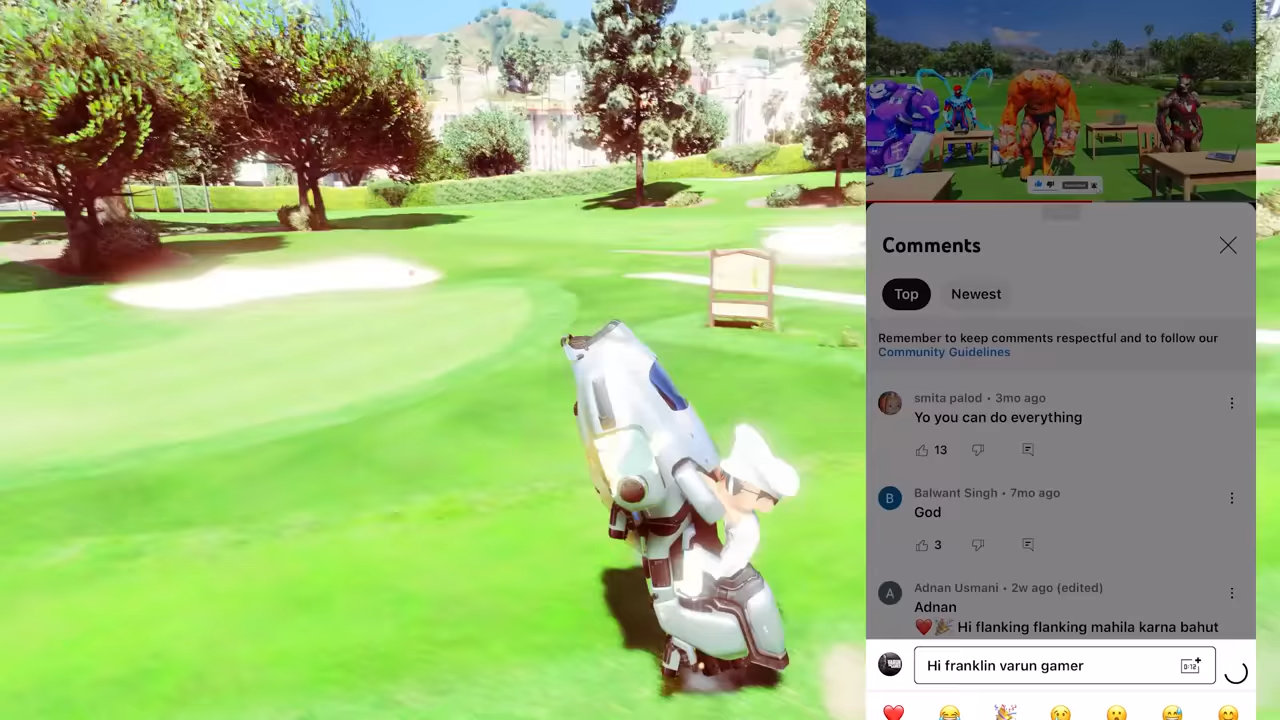 Comments
Top
Newest
Remember to keep comments respectful and to follow our
Community Guidelines
smita palod • 3mo ago
Yo you can do everything
13
B
Balwant Singh • 7mo ago
God
3
A
Adnan Usmani • 2w ago (edited)
Adnan
❤️🎉 Hi flanking flanking mahila karna bahut
Hi franklin varun gamer
0:12